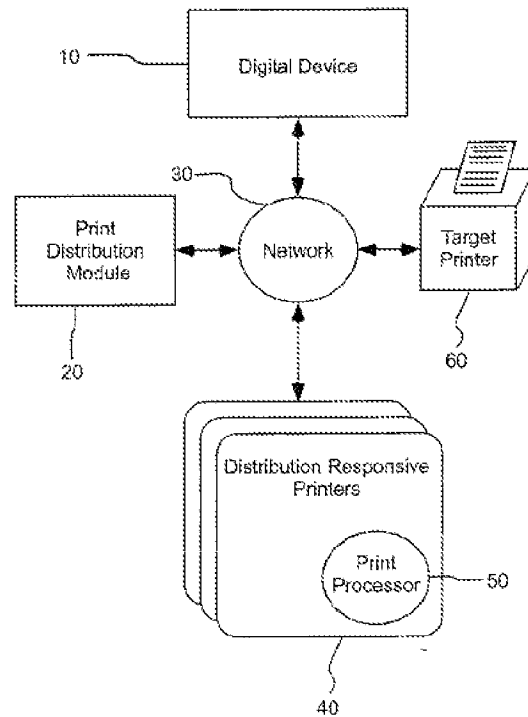 10
Digital Device
30
Print
Distribution
Module
Network
Target
Printer
20
60
Distribution Responsive
Printers
Print
Processor
50
40